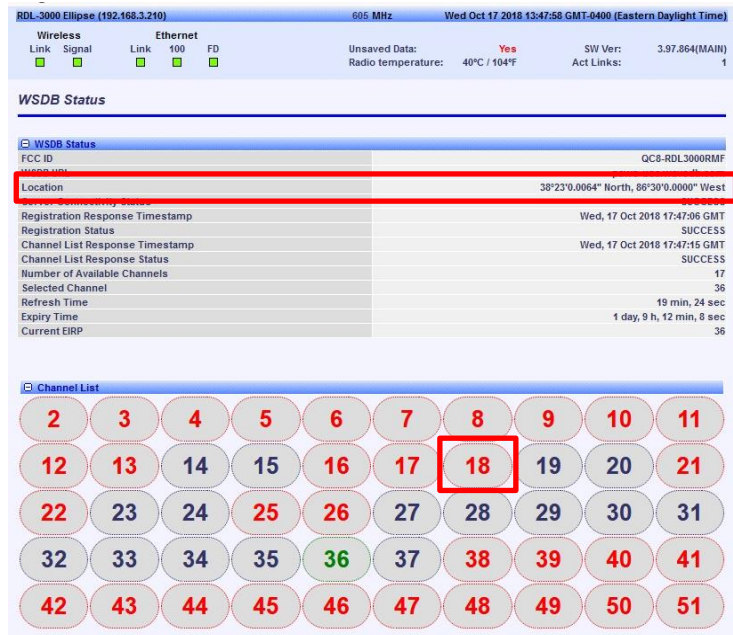 RDL-3000 Ellipse (192.168.3.210) 605 MHz Wed Oct 17 2018 13:47:58 GMT-0400 (Eastern Daylight Time)
Wireless Ethernet
Link Signal Link 100 FD Unsaved Data: Yes SW Ver: 3.97.864(MAIN)
Radio temperature: 40°C / 104°F Act Links: 1
WSDB Status
WSDB Status
FCC ID QC8-RDL3000RMF
Location 38°23'0.0064" North, 86°30'0.0000" West
Server Connectivity Status SUCCESS
Registration Response Timestamp Wed, 17 Oct 2018 17:47:06 GMT
Registration Status SUCCESS
Channel List Response Timestamp Wed, 17 Oct 2018 17:47:15 GMT
Channel List Response Status SUCCESS
Number of Available Channels 17
Selected Channel 36
Refresh Time 19 min, 24 sec
Expiry Time 1 day, 9 h, 12 min, 8 sec
Current EIRP 36
Channel List
2 3 4 5 6 7 8 9 10 11
12 13 14 15 16 17 18 19 20 21
22 23 24 25 26 27 28 29 30 31
32 33 34 35 36 37 38 39 40 41
42 43 44 45 46 47 48 49 50 51